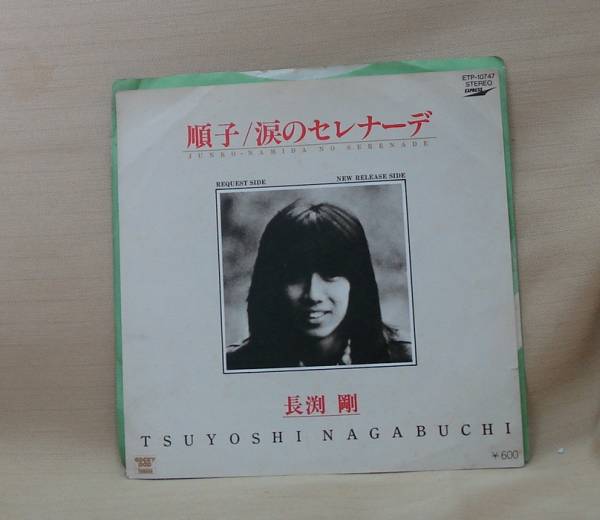 ETP-10747
STEREO
EXPRESS
順子/涙のセレナーデ
JUNKO・NAMIDA NO SERENADE
REQUEST SIDE NEW RELEASE SIDE
長渕 剛
TSUYOSHI NAGABUCHI
¥600